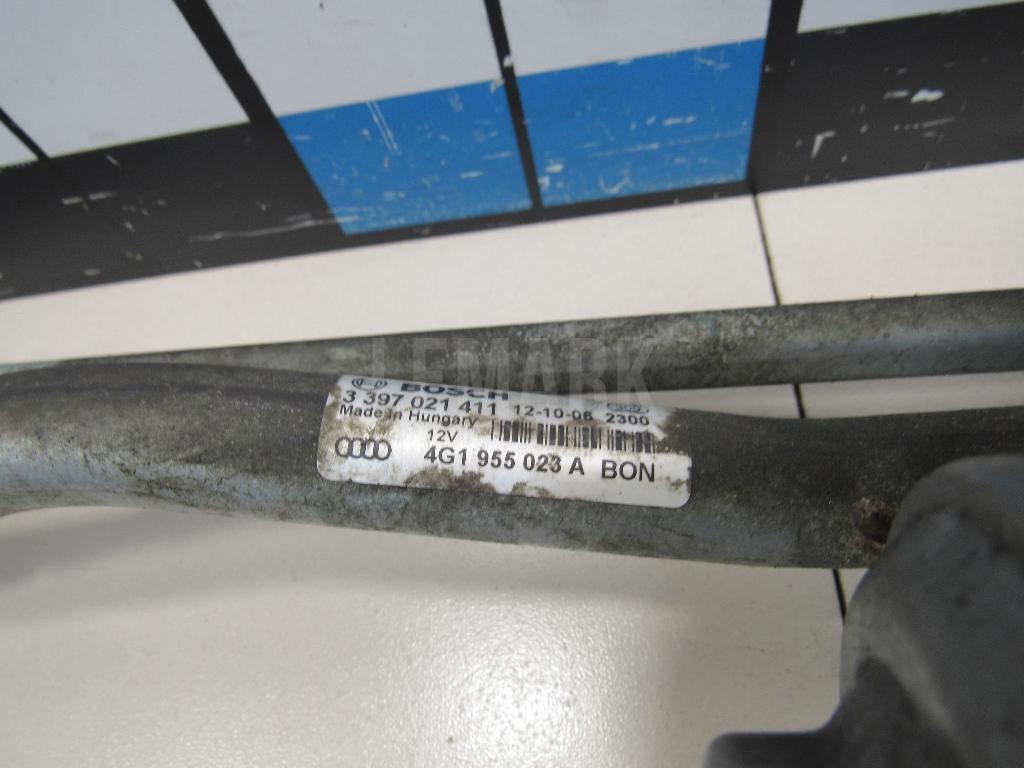 LEMARK
BOSCH
3 397 021 411 12-10-06 2300
Made in Hungary
12V
4G1 955 023 A BON